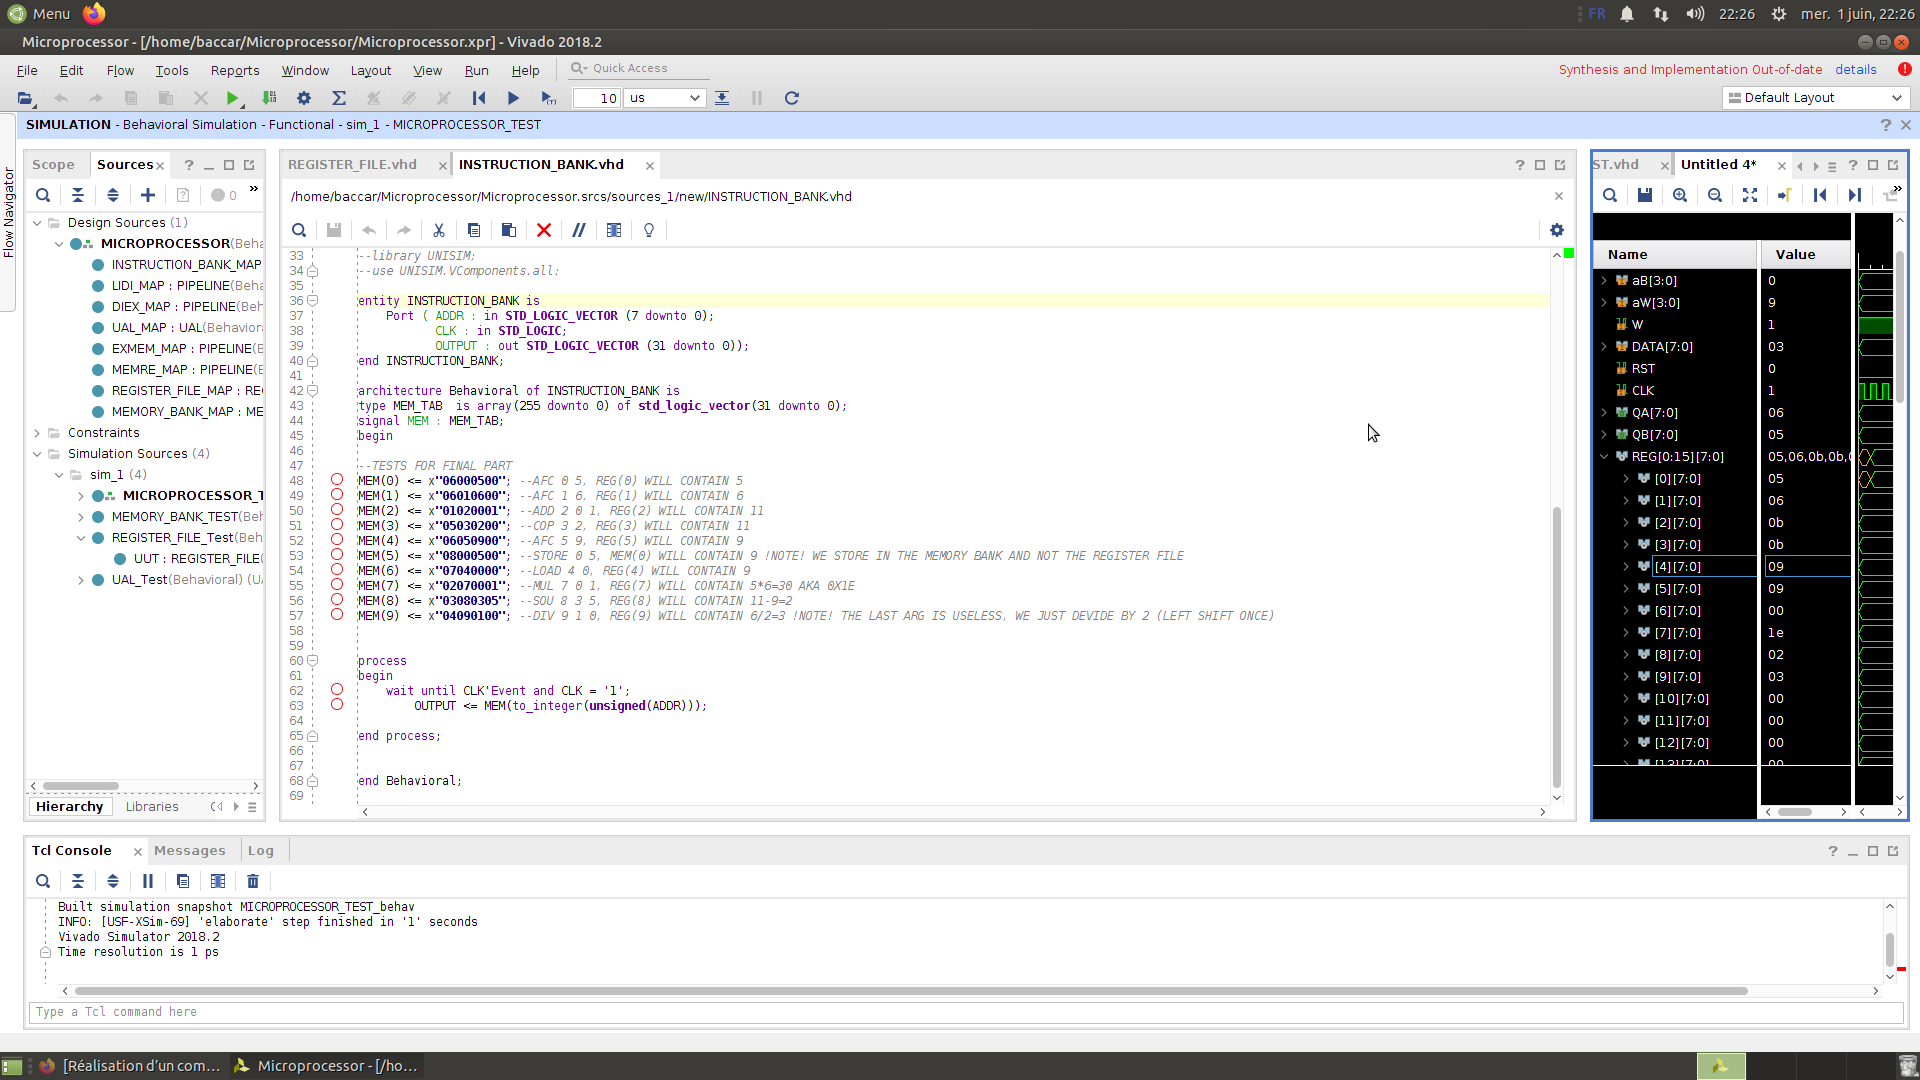 Menu
FR
22:26
mer. 1 juin, 22:26
Microprocessor - [/home/baccar/Microprocessor/Microprocessor.xpr] - Vivado 2018.2
File Edit Flow Tools Reports Window Layout View Run Help
Quick Access
Synthesis and Implementation Out-of-date details
10 us
Default Layout
SIMULATION - Behavioral Simulation - Functional - sim_1 - MICROPROCESSOR_TEST
Flow Navigator
Scope Sources
0
Design Sources (1)
MICROPROCESSOR(Beha
INSTRUCTION_BANK_MAP
LIDI_MAP : PIPELINE(Beh
DIEX_MAP : PIPELINE(Beh
UAL_MAP : UAL(Behavior
EXMEM_MAP : PIPELINE(E
MEMRE_MAP : PIPELINE(E
REGISTER_FILE_MAP : RE
MEMORY_BANK_MAP : ME
Constraints
Simulation Sources (4)
sim_1 (4)
MICROPROCESSOR_T
MEMORY_BANK_TEST(Beh
REGISTER_FILE_Test(Beh
UUT : REGISTER_FILE(
UAL_Test(Behavioral) (U
Hierarchy Libraries
REGISTER_FILE.vhd INSTRUCTION_BANK.vhd
/home/baccar/Microprocessor/Microprocessor.srcs/sources_1/new/INSTRUCTION_BANK.vhd
33 --library UNISIM;
34 --use UNISIM.VComponents.all;
35
36 entity INSTRUCTION_BANK is
37 Port ( ADDR : in STD_LOGIC_VECTOR (7 downto 0);
38 CLK : in STD_LOGIC;
39 OUTPUT : out STD_LOGIC_VECTOR (31 downto 0));
40 end INSTRUCTION_BANK;
41
42 architecture Behavioral of INSTRUCTION_BANK is
43 type MEM_TAB is array(255 downto 0) of std_logic_vector(31 downto 0);
44 signal MEM : MEM_TAB;
45 begin
46
47 --TESTS FOR FINAL PART
48 MEM(0) <= x"06000500"; --AFC 0 5, REG(0) WILL CONTAIN 5
49 MEM(1) <= x"06010600"; --AFC 1 6, REG(1) WILL CONTAIN 6
50 MEM(2) <= x"01020001"; --ADD 2 0 1, REG(2) WILL CONTAIN 11
51 MEM(3) <= x"05030200"; --COP 3 2, REG(3) WILL CONTAIN 11
52 MEM(4) <= x"06050900"; --AFC 5 9, REG(5) WILL CONTAIN 9
53 MEM(5) <= x"08000500"; --STORE 0 5, MEM(0) WILL CONTAIN 9 !NOTE! WE STORE IN THE MEMORY BANK AND NOT THE REGISTER FILE
54 MEM(6) <= x"07040000"; --LOAD 4 0, REG(4) WILL CONTAIN 9
55 MEM(7) <= x"02070001"; --MUL 7 0 1, REG(7) WILL CONTAIN 5*6=30 AKA 0X1E
56 MEM(8) <= x"03080305"; --SOU 8 3 5, REG(8) WILL CONTAIN 11-9=2
57 MEM(9) <= x"04090100"; --DIV 9 1 0, REG(9) WILL CONTAIN 6/2=3 !NOTE! THE LAST ARG IS USELESS, WE JUST DEVIDE BY 2 (LEFT SHIFT ONCE)
58
59
60 process
61 begin
62 wait until CLK'Event and CLK = '1';
63 OUTPUT <= MEM(to_integer(unsigned(ADDR)));
64
65 end process;
66
67
68 end Behavioral;
69
ST.vhd Untitled 4*
Name Value
aB[3:0] 0
aW[3:0] 9
W 1
DATA[7:0] 03
RST 0
CLK 1
QA[7:0] 06
QB[7:0] 05
REG[0:15][7:0] 05,06,0b,0b,0
[0][7:0] 05
[1][7:0] 06
[2][7:0] 0b
[3][7:0] 0b
[4][7:0] 09
[5][7:0] 09
[6][7:0] 00
[7][7:0] 1e
[8][7:0] 02
[9][7:0] 03
[10][7:0] 00
[11][7:0] 00
[12][7:0] 00
[13][7:0] 00
Tcl Console Messages Log
Built simulation snapshot MICROPROCESSOR_TEST_behav
INFO: [USF-XSim-69] 'elaborate' step finished in '1' seconds
Vivado Simulator 2018.2
Time resolution is 1 ps
Type a Tcl command here
[Réalisation d'un com... Microprocessor - [/ho...